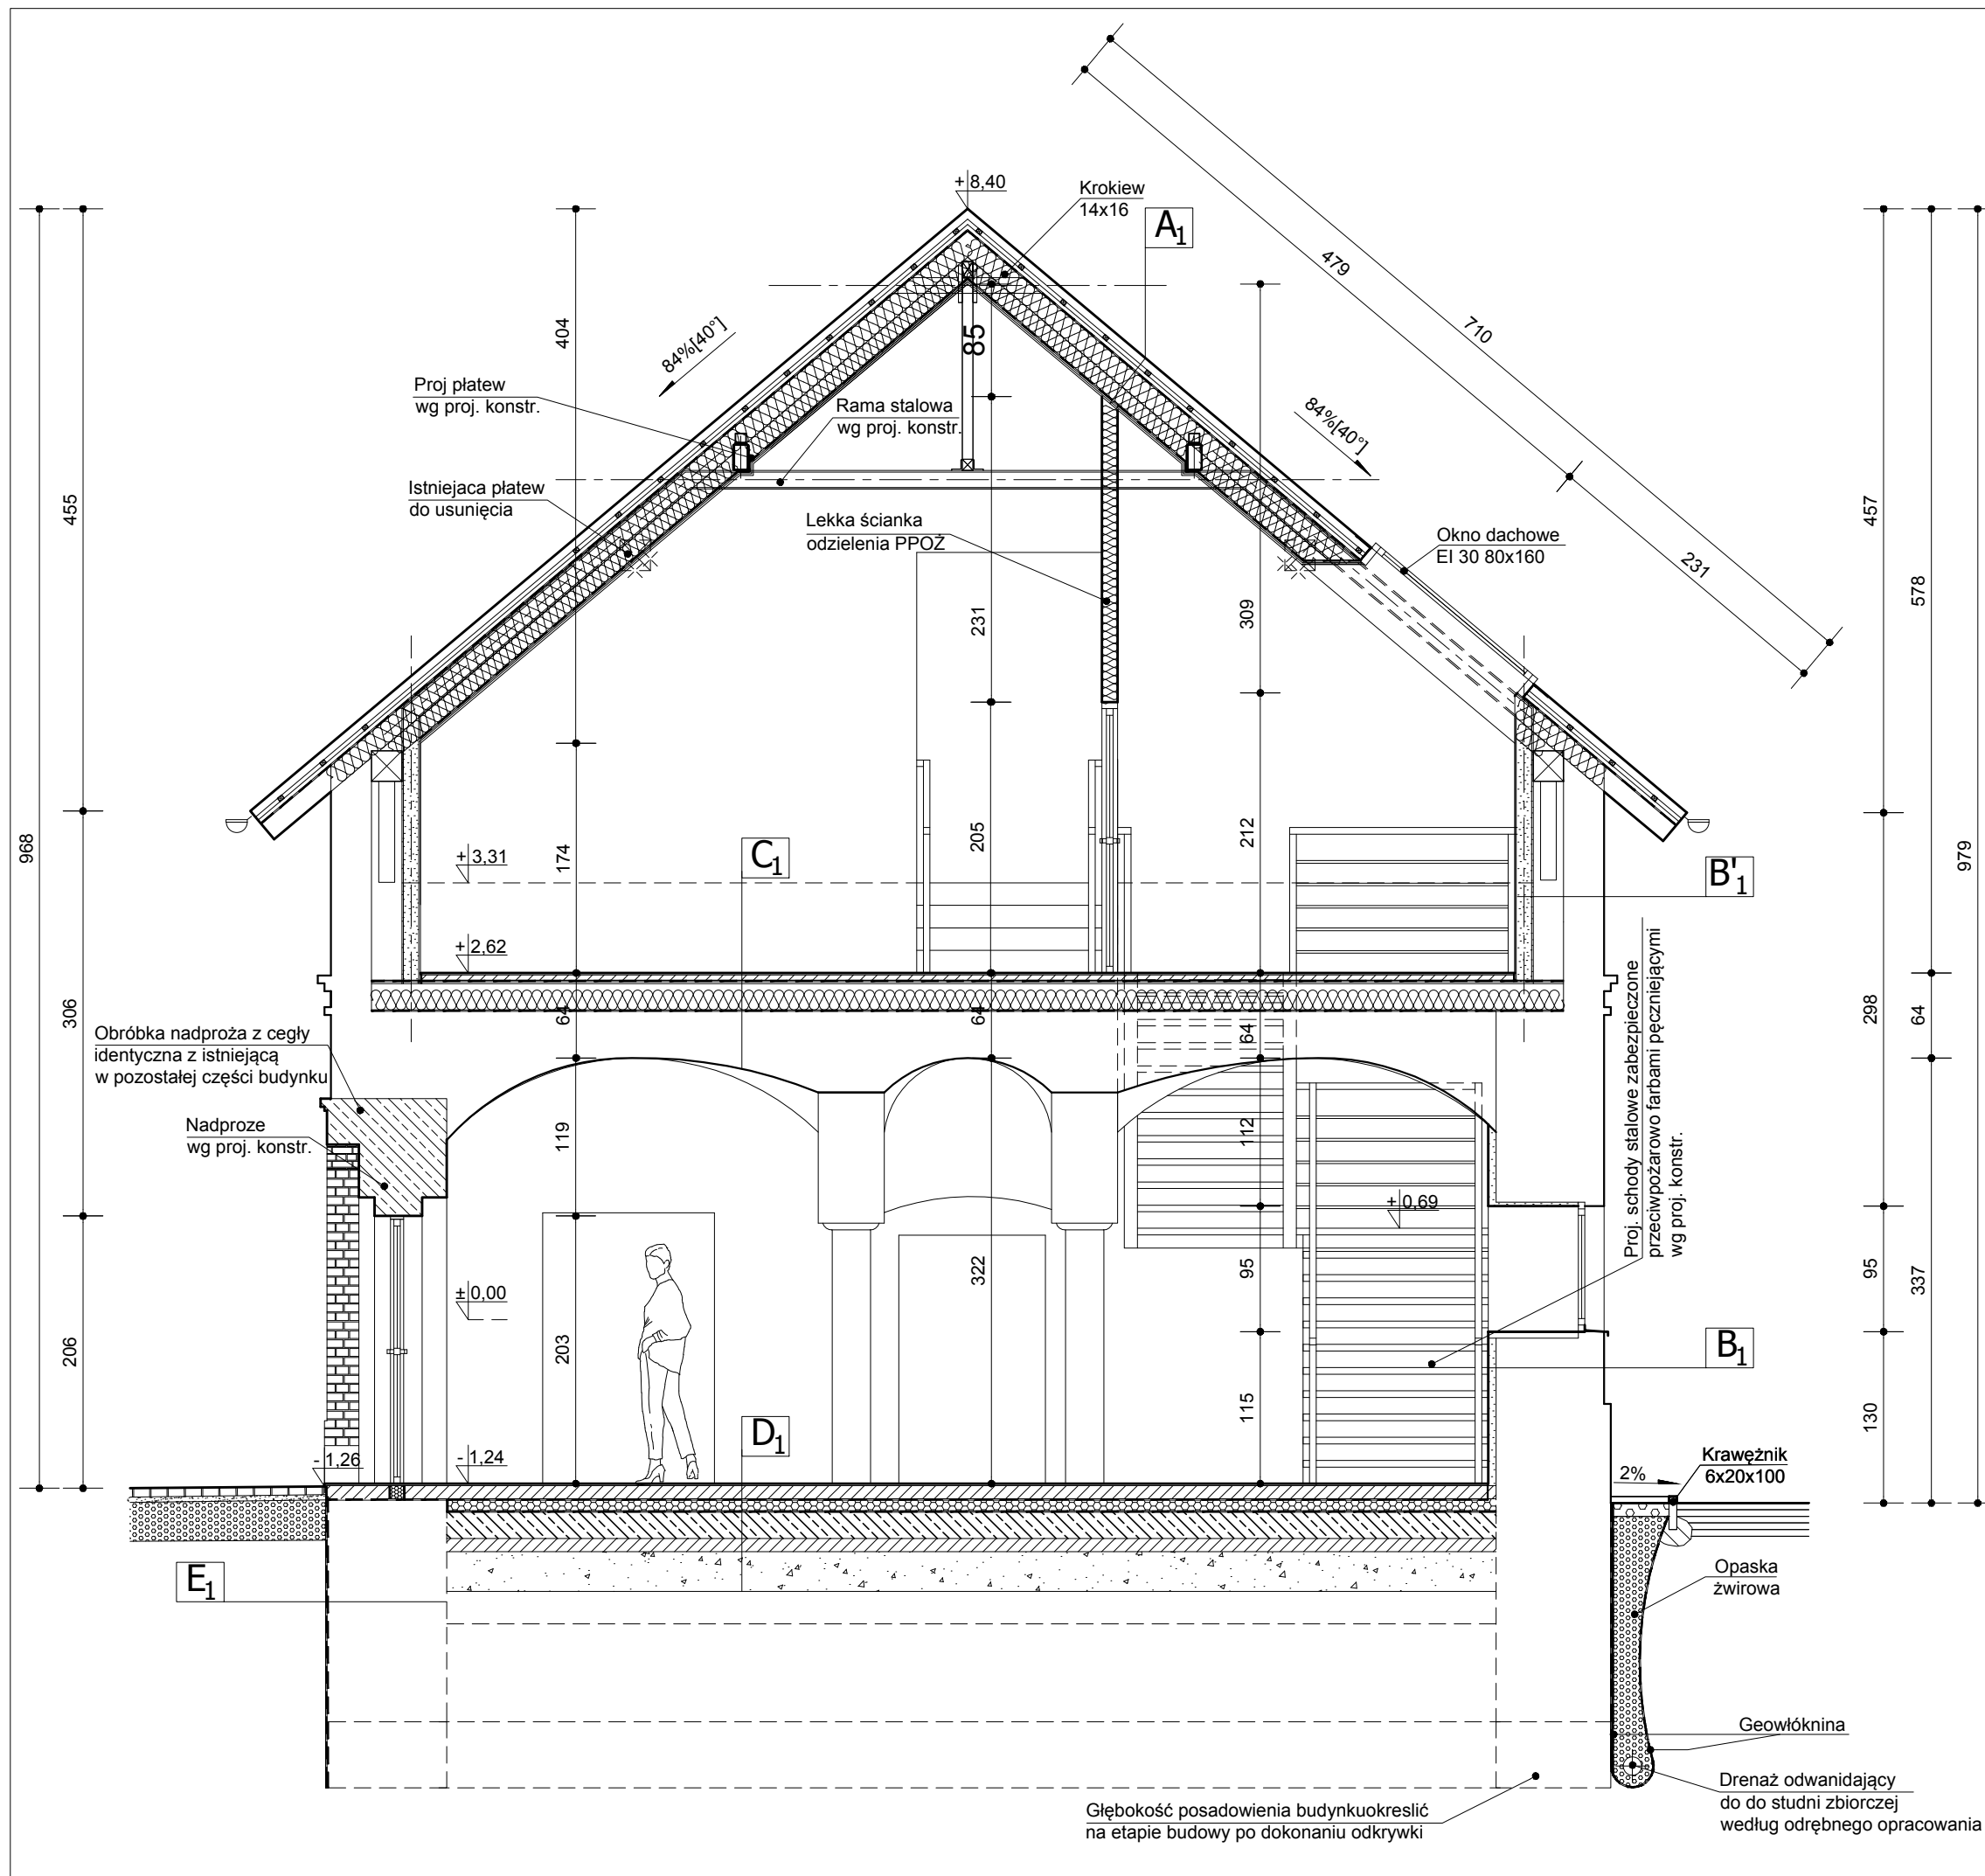 +8,40
Krokiew
14x16
A1
479
710
231
404
84%[40°]
85
84%[40°]
Proj płatew
wg proj. konstr.
Rama stalowa
wg proj. konstr.
Istniejaca płatew
do usunięcia
Lekka ścianka
odzielenia PPOŻ
Okno dachowe
EI 30 80x160
455
457
578
231
309
968
+3,31
174
C1
205
212
B'1
979
+2,62
306
64
64
64
298
64
Obróbka nadproża z cegły
identyczna z istniejącą
w pozostałej części budynku
Nadproze
wg proj. konstr.
119
112
+0,69
Proj. schody stalowe zabezpieczone
przeciwpożarowo farbami pęczniejącymi
wg proj. konstr.
±0,00
322
95
95
337
206
203
B1
115
130
D1
-1,26
-1,24
2%
Krawężnik
6x20x100
E1
Opaska
żwirowa
Geowłóknina
Drenaż odwanidający
do do studni zbiorczej
według odrębnego opracowania
Głębokość posadowienia budynkuokreslić
na etapie budowy po dokonaniu odkrywki